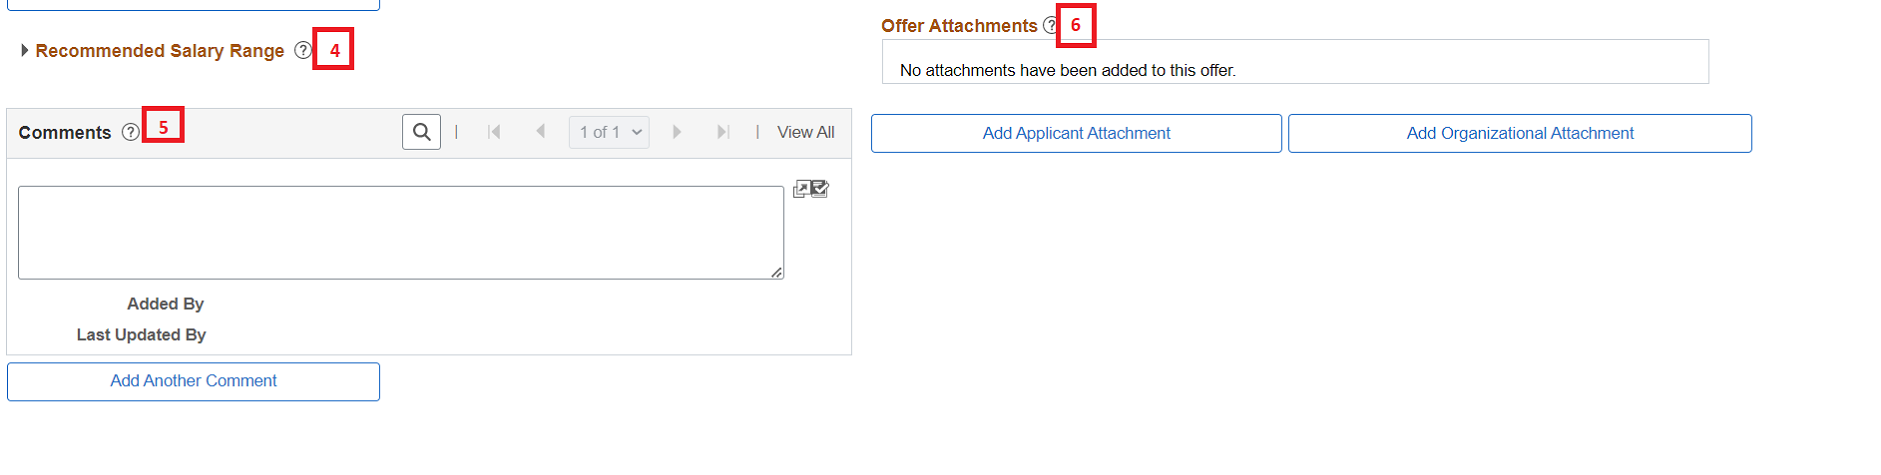 Recommended Salary Range ? 4
Comments ? 5
1 of 1
View All
Added By
Last Updated By
Add Another Comment
Offer Attachments ? 6
No attachments have been added to this offer.
Add Applicant Attachment
Add Organizational Attachment